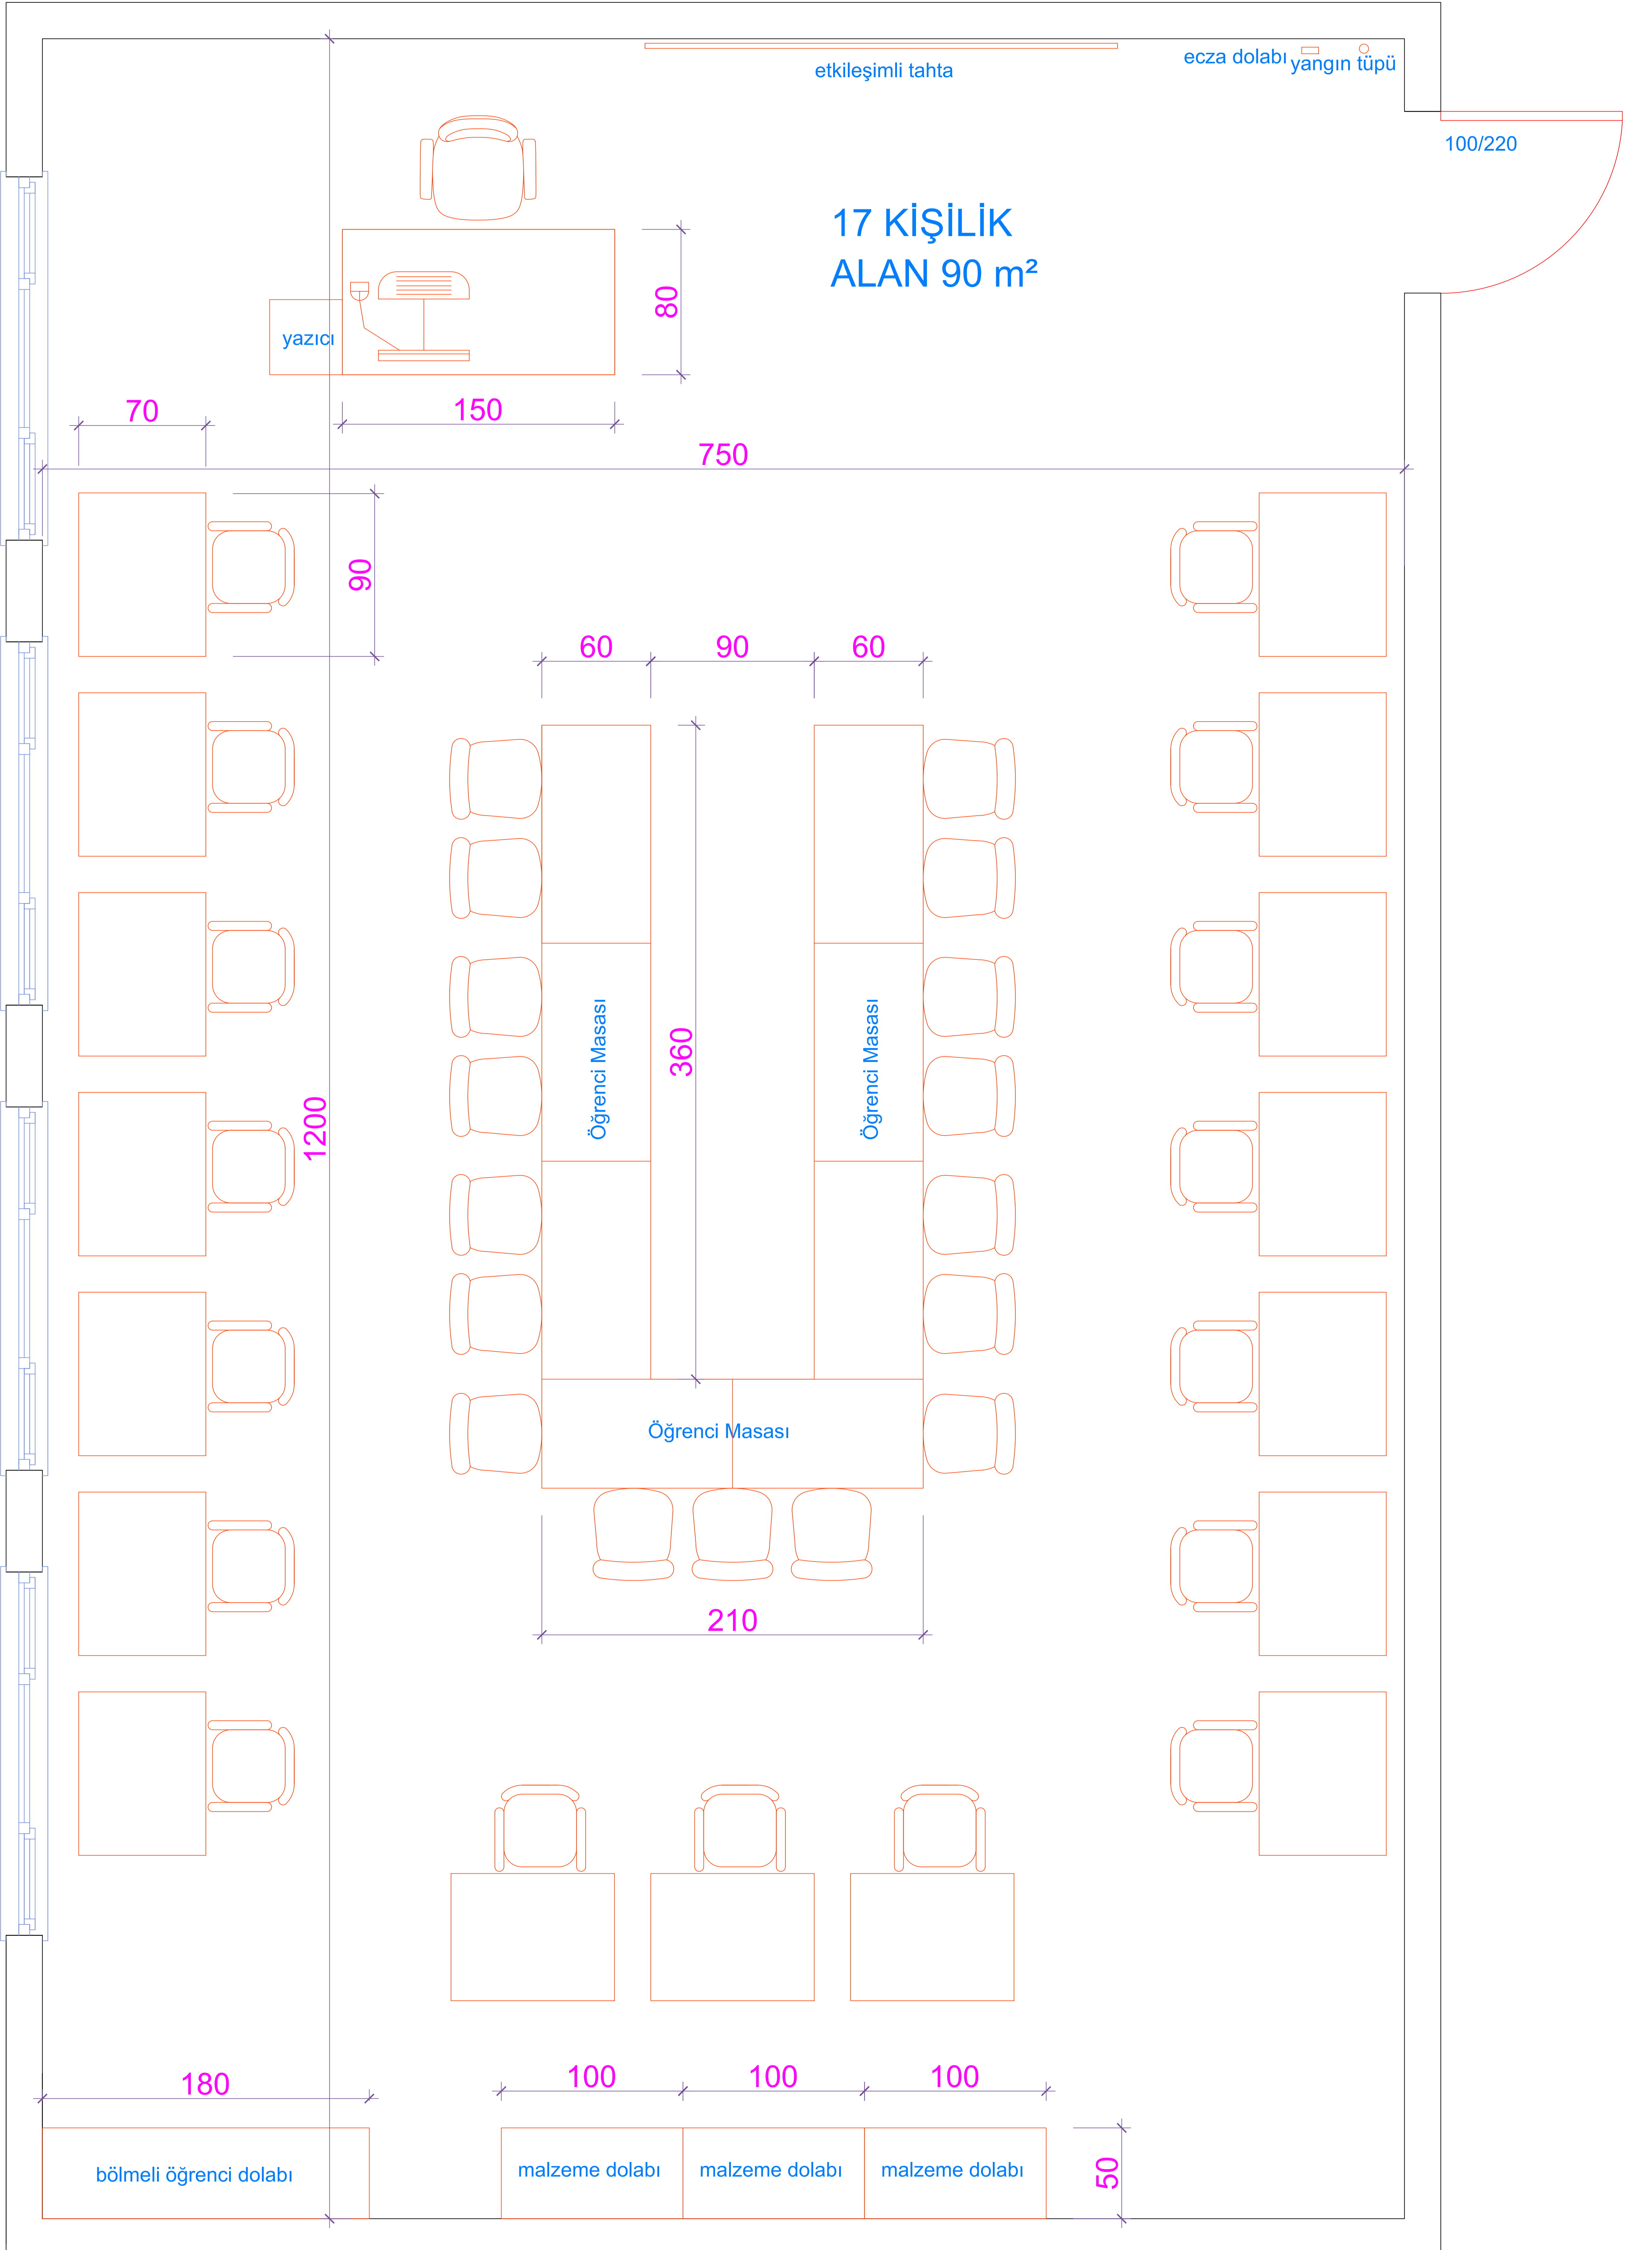 etkileşimli tahta
ecza dolabı
yangın tüpü
100/220
17 KİŞİLİK
ALAN 90 m²
80
yazıcı
70
150
750
90
60
90
60
360
Öğrenci Masası
Öğrenci Masası
1200
Öğrenci Masası
210
180
100
100
100
bölmeli öğrenci dolabı
malzeme dolabı
malzeme dolabı
malzeme dolabı
50